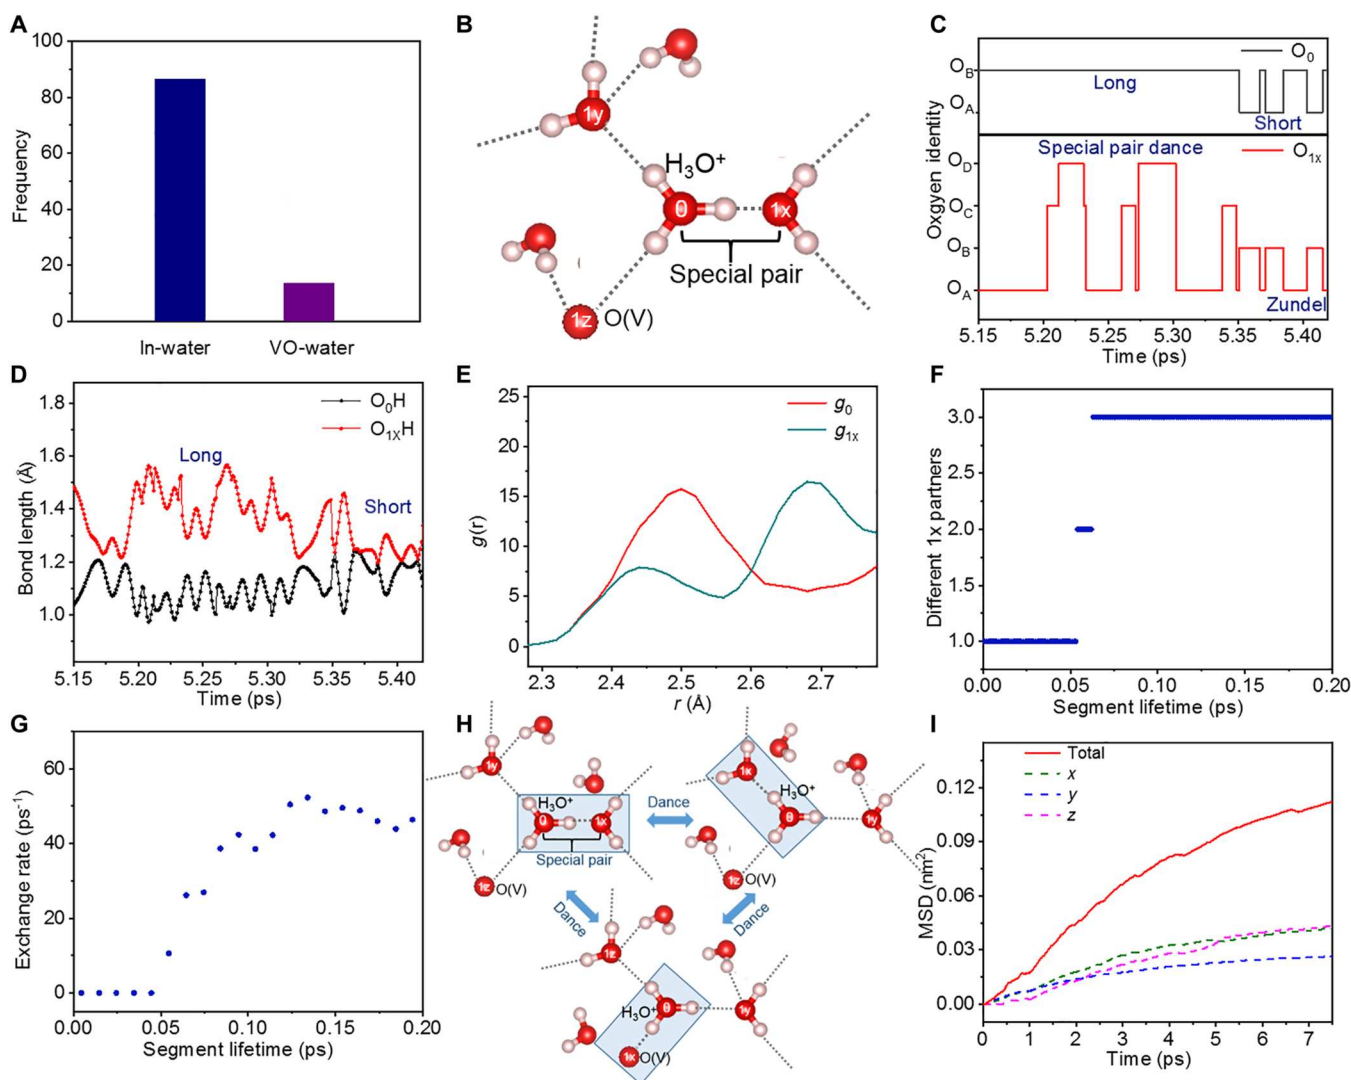 A
100
80
60
40
20
0
Frequency
In-water
VO-water
B
1y
H3O+
0
1x
Special pair
1z
O(V)
C
Oxgyen identity
OB
OA
O0
Long
Short
Special pair dance
O1x
OD
OC
OB
OA
Zundel
5.15 5.20 5.25 5.30 5.35 5.40
Time (ps)
D
1.8
1.6
1.4
1.2
1.0
Bond length (Å)
O0H
O1XH
Long
Short
5.15 5.20 5.25 5.30 5.35 5.40
Time (ps)
E
25
20
15
10
5
0
g(r)
g0
g1x
2.3 2.4 2.5 2.6 2.7
r (Å)
F
3.0
2.5
2.0
1.5
1.0
Different 1x partners
0.00 0.05 0.10 0.15 0.20
Segment lifetime (ps)
G
60
40
20
0
Exchange rate (ps-1)
0.00 0.05 0.10 0.15 0.20
Segment lifetime (ps)
H
1y
H3O+
0
1x
Special pair
1z
O(V)
Dance
1x
H3O+
0
1y
1z
O(V)
Dance
Dance
1z
H3O+
0
1y
1x
O(V)
I
0.12
0.09
0.06
0.03
0.00
MSD (nm2)
Total
x
y
z
0 1 2 3 4 5 6 7
Time (ps)